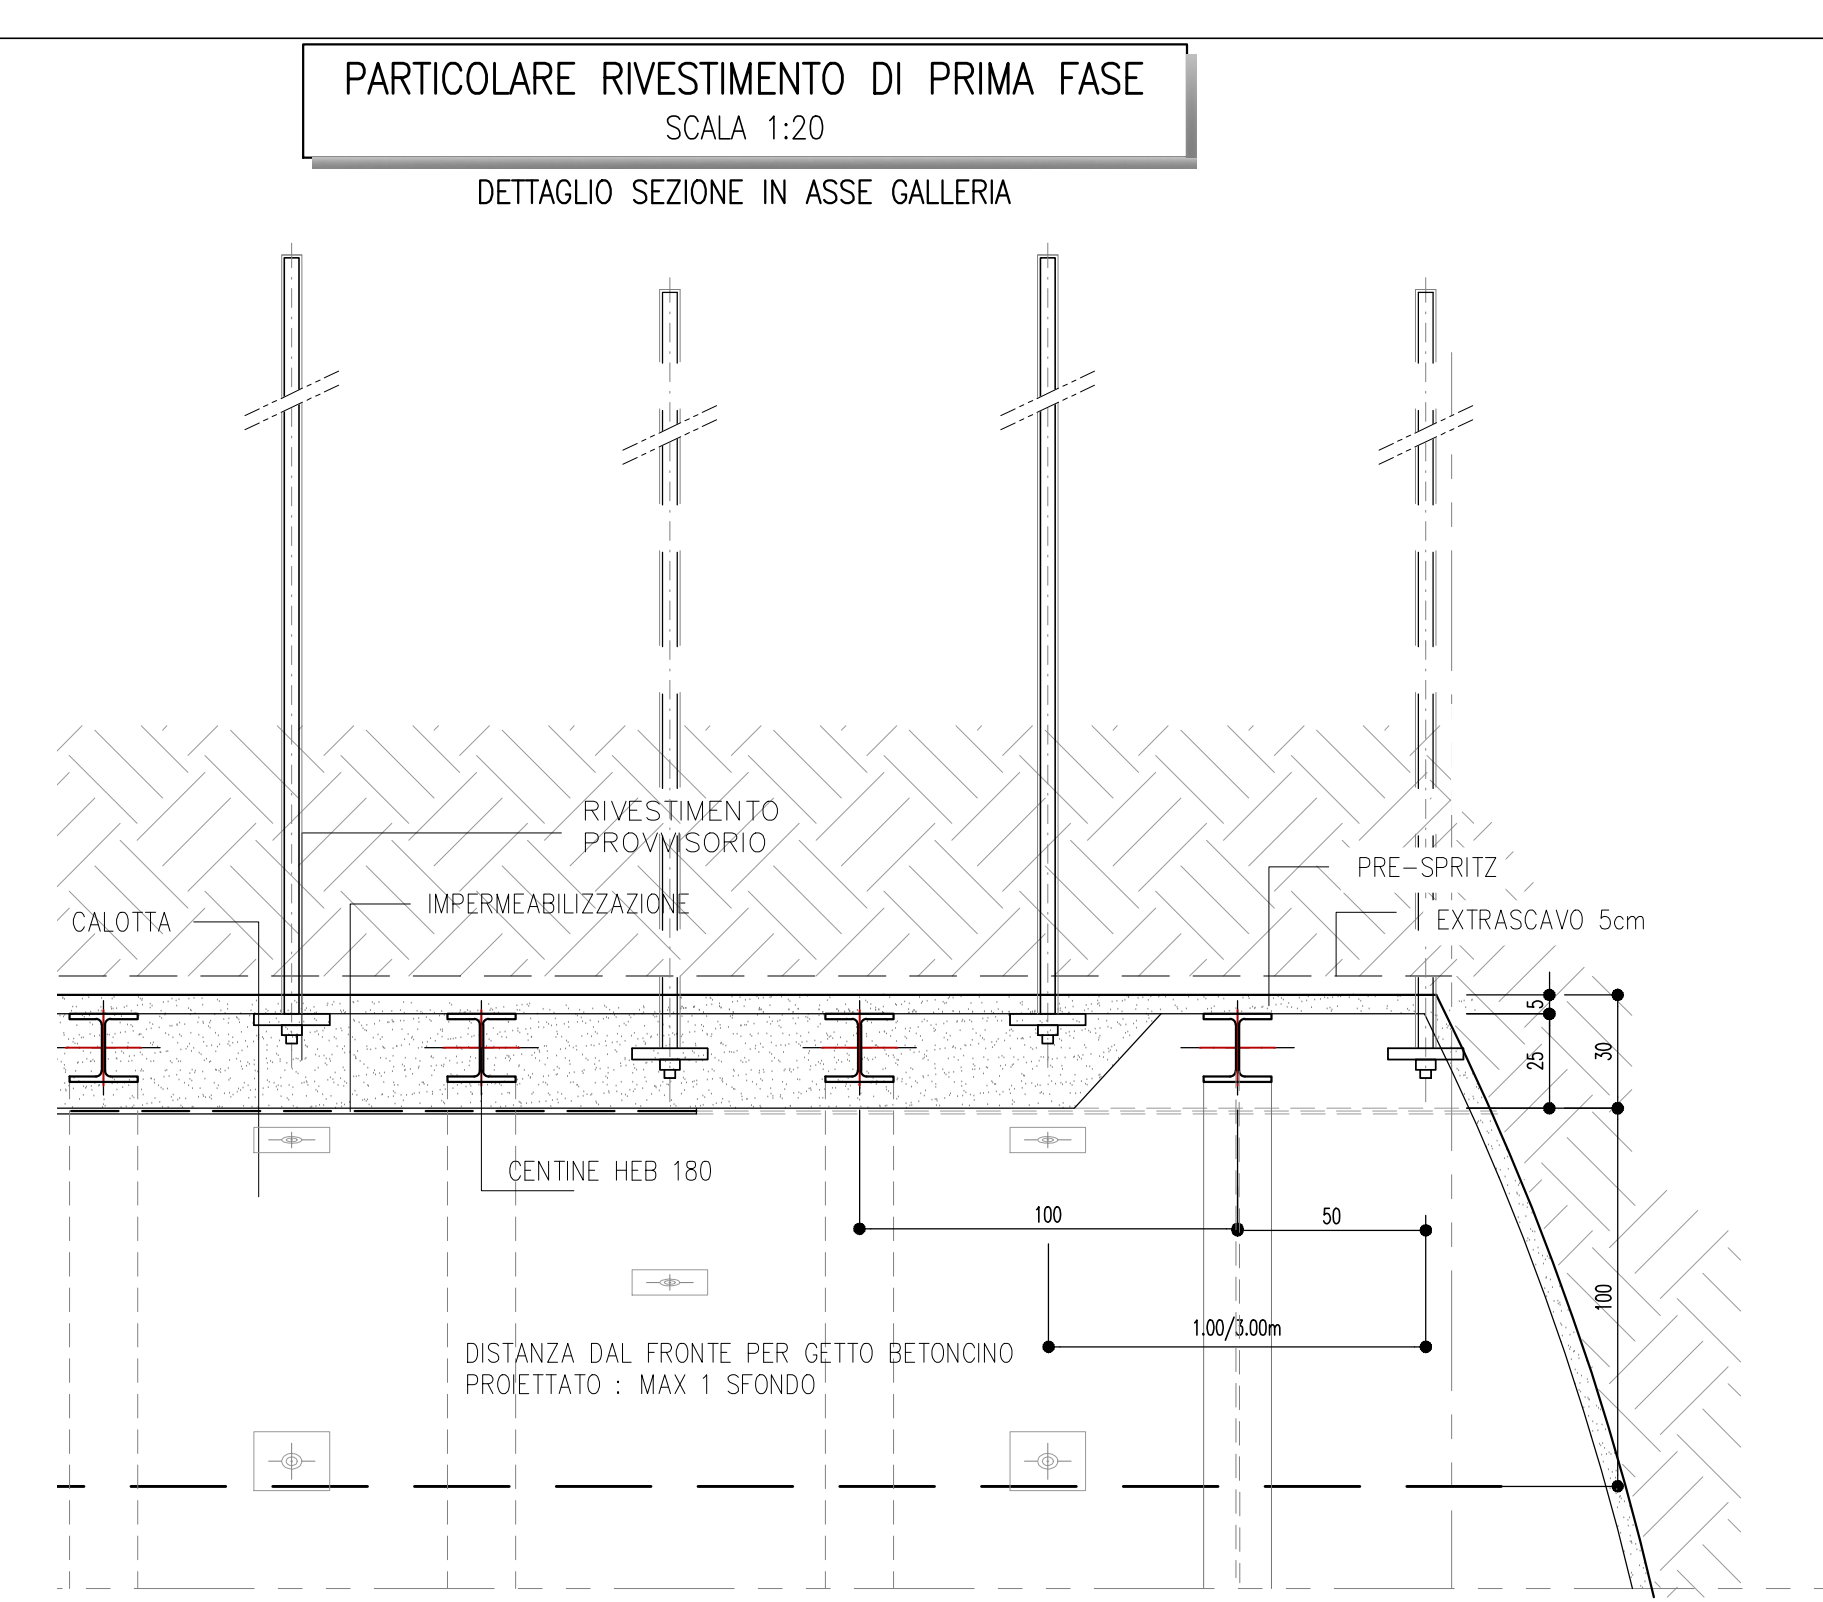 PARTICOLARE RIVESTIMENTO DI PRIMA FASE
SCALA 1:20
DETTAGLIO SEZIONE IN ASSE GALLERIA
RIVESTIMENTO
PROVVISORIO
PRE-SPRITZ
IMPERMEABILIZZAZIONE
CALOTTA
EXTRASCAVO 5cm
5
25
30
CENTINE HEB 180
100
50
100
1.00/3.00m
DISTANZA DAL FRONTE PER GETTO BETONCINO
PROIETTATO : MAX 1 SFONDO